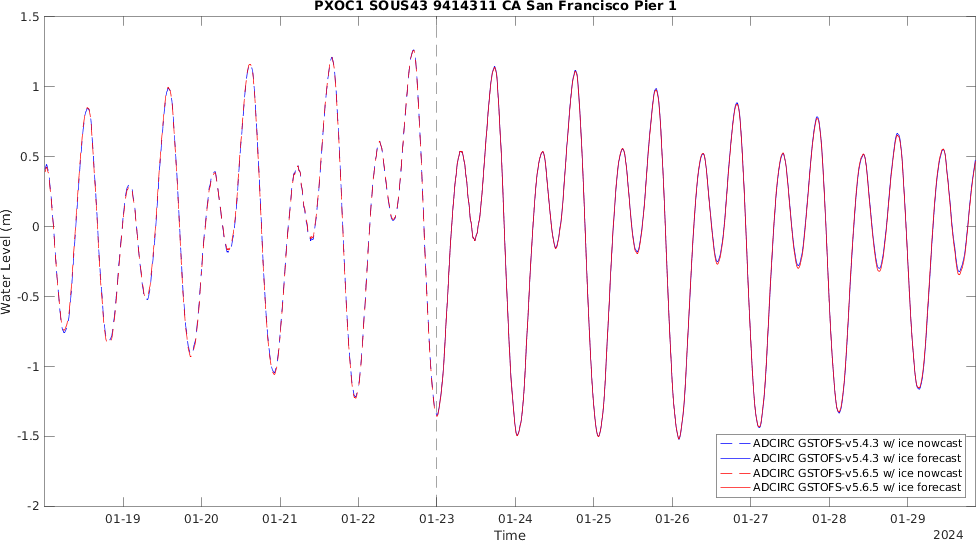 PXOC1 SOUS43 9414311 CA San Francisco Pier 1
1.5
1
0.5
0
-0.5
-1
-1.5
-2
Water Level (m)
01-19
01-20
01-21
01-22
01-23
01-24
01-25
01-26
01-27
01-28
01-29
Time
2024
ADCIRC GSTOFS-v5.4.3 w/ ice nowcast
ADCIRC GSTOFS-v5.4.3 w/ ice forecast
ADCIRC GSTOFS-v5.6.5 w/ ice nowcast
ADCIRC GSTOFS-v5.6.5 w/ ice forecast